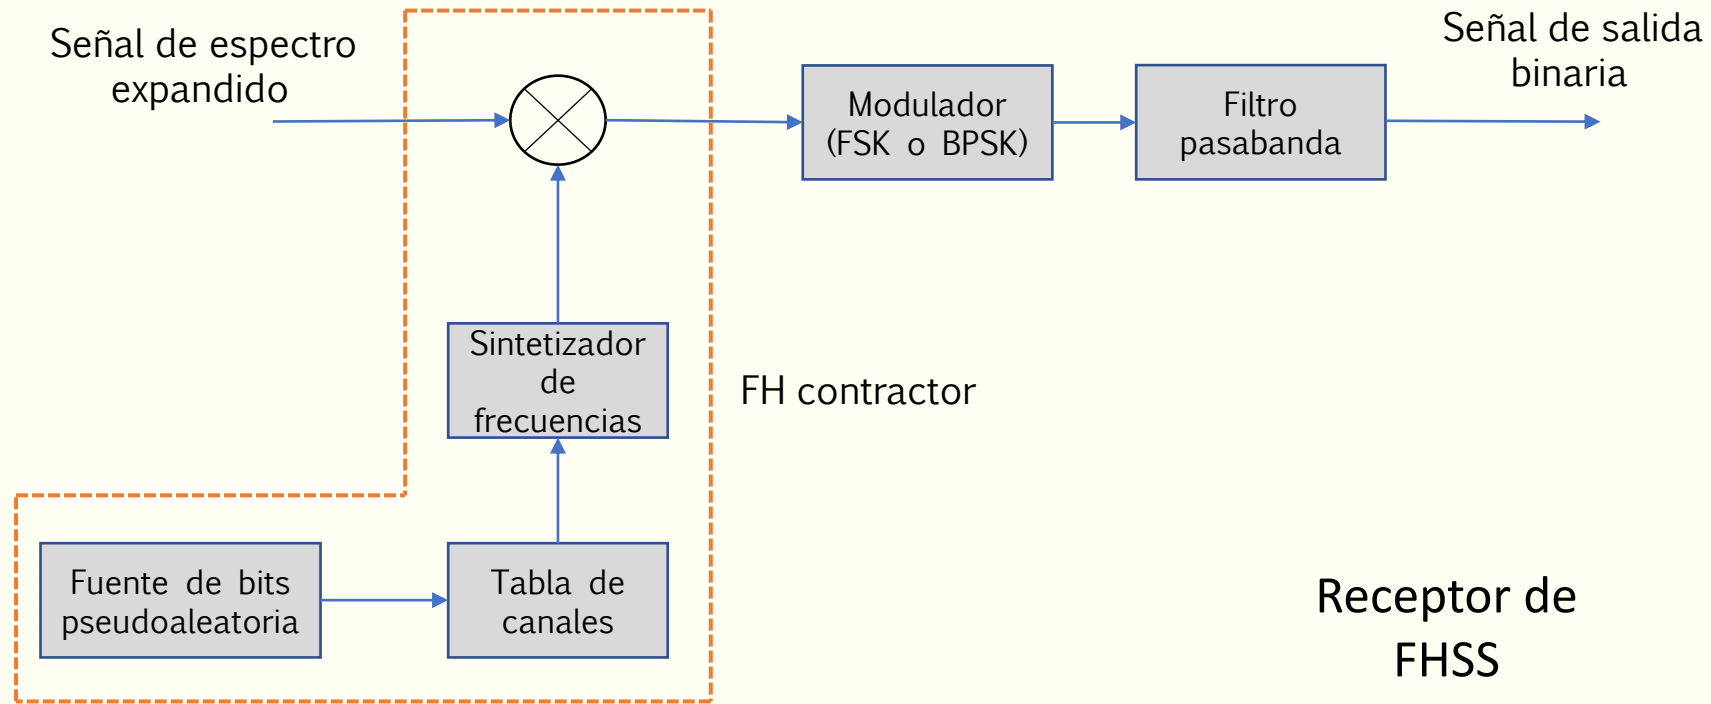 Señal de espectro
expandido
Modulador
(FSK o BPSK)
Filtro
pasabanda
Señal de salida
binaria
Sintetizador
de
frecuencias
FH contractor
Fuente de bits
pseudoaleatoria
Tabla de
canales
Receptor de
FHSS